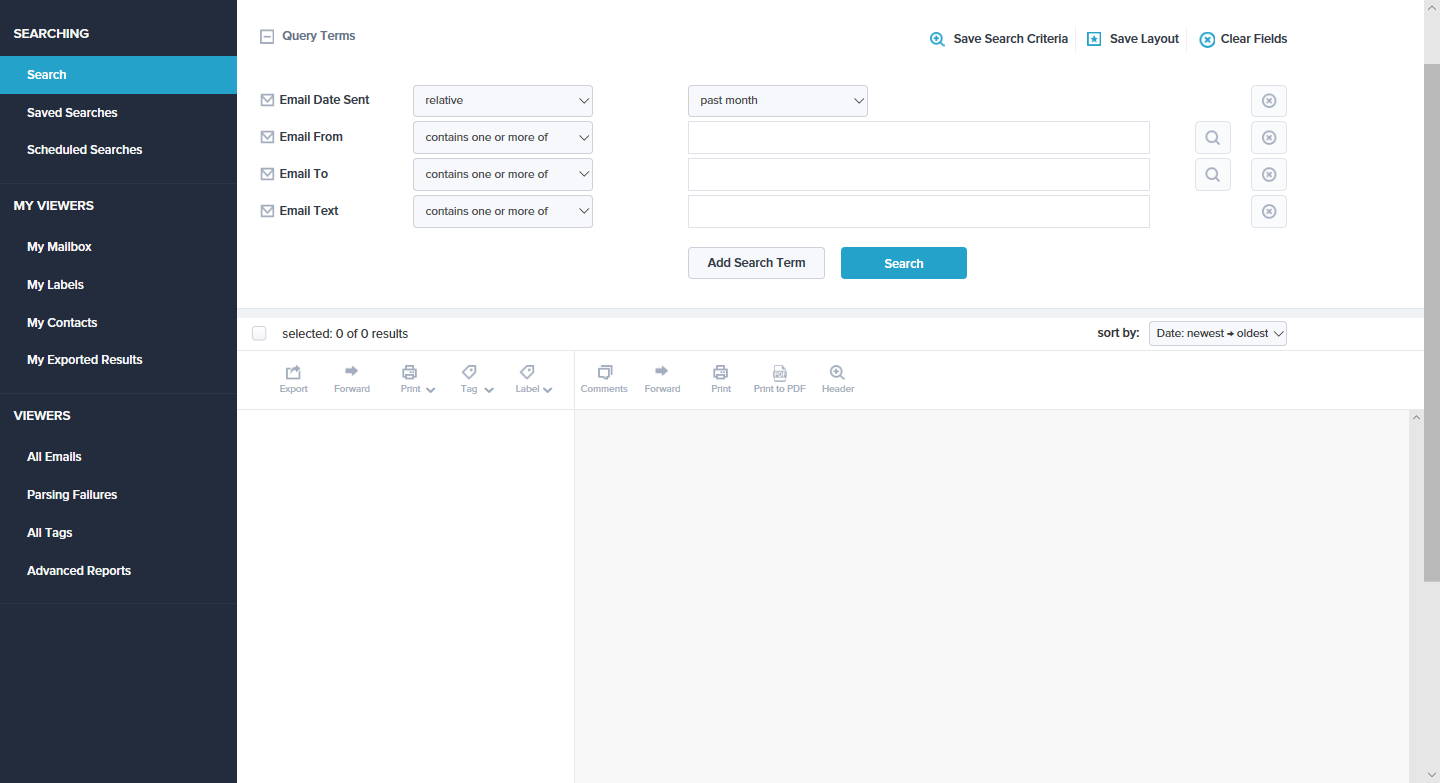 SEARCHING
Search
Saved Searches
Scheduled Searches
MY VIEWERS
My Mailbox
My Labels
My Contacts
My Exported Results
VIEWERS
All Emails
Parsing Failures
All Tags
Advanced Reports
Query Terms
Save Search Criteria
Save Layout
Clear Fields
Email Date Sent relative past month
Email From contains one or more of
Email To contains one or more of
Email Text contains one or more of
Add Search Term Search
selected: 0 of 0 results
sort by: Date: newest → oldest
Export Forward Print Tag Label Comments Forward Print Print to PDF Header
PDF